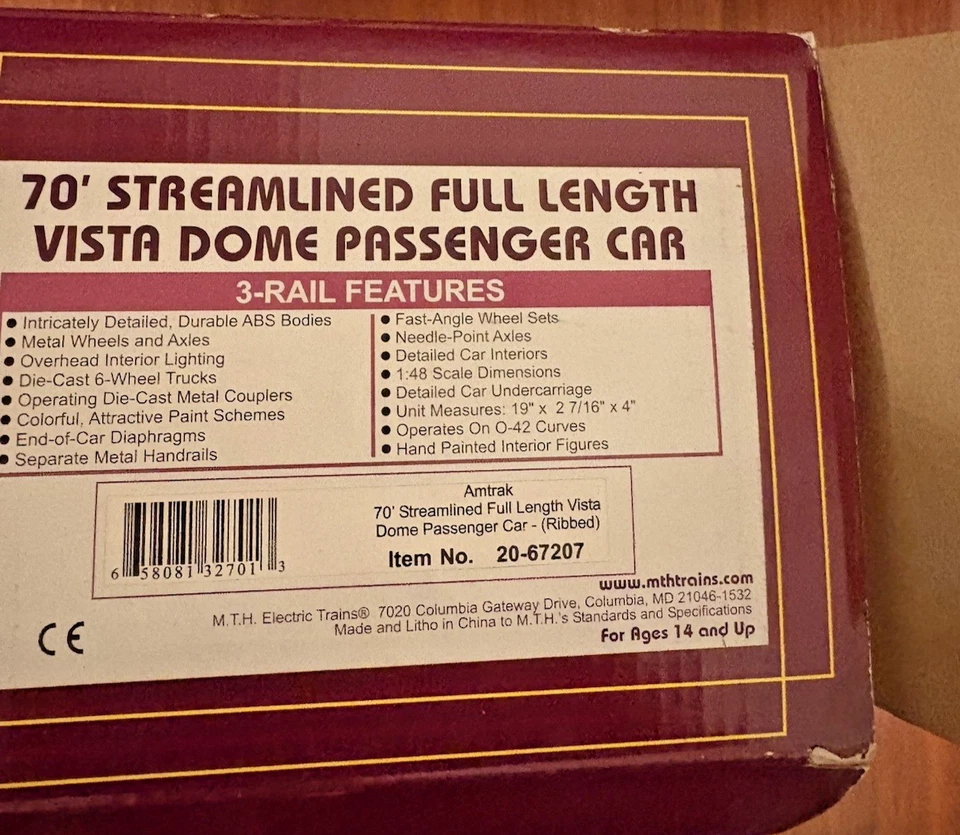 70' STREAMLINED FULL LENGTH
VISTA DOME PASSENGER CAR
3-RAIL FEATURES
• Intricately Detailed, Durable ABS Bodies
• Metal Wheels and Axles
• Overhead Interior Lighting
• Die-Cast 6-Wheel Trucks
• Operating Die-Cast Metal Couplers
• Colorful, Attractive Paint Schemes
• End-of-Car Diaphragms
• Separate Metal Handrails
• Fast-Angle Wheel Sets
• Needle-Point Axles
• Detailed Car Interiors
• 1:48 Scale Dimensions
• Detailed Car Undercarriage
• Unit Measures: 19" x 2 7/16" x 4"
• Operates On O-42 Curves
• Hand Painted Interior Figures
Amtrak
70' Streamlined Full Length Vista
Dome Passenger Car - (Ribbed)
Item No. 20-67207
6 58081 32701 3
www.mthtrains.com
M.T.H. Electric Trains® 7020 Columbia Gateway Drive, Columbia, MD 21046-1532
Made and Litho in China to M.T.H.'s Standards and Specifications
For Ages 14 and Up
CE